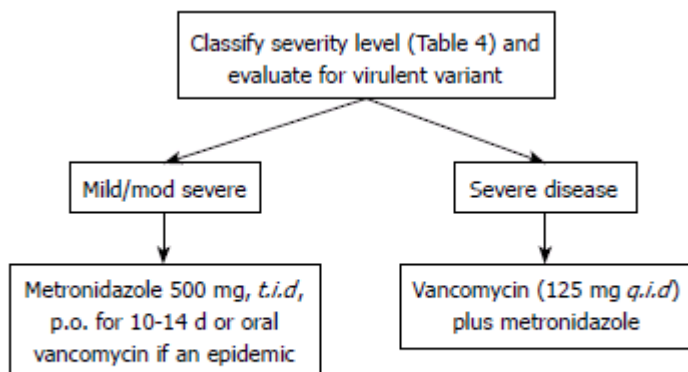 Classify severity level (Table 4) and
evaluate for virulent variant
Mild/mod severe
Severe disease
Metronidazole 500 mg, t.i.d,
p.o. for 10-14 d or oral
vancomycin if an epidemic
Vancomycin (125 mg q.i.d)
plus metronidazole